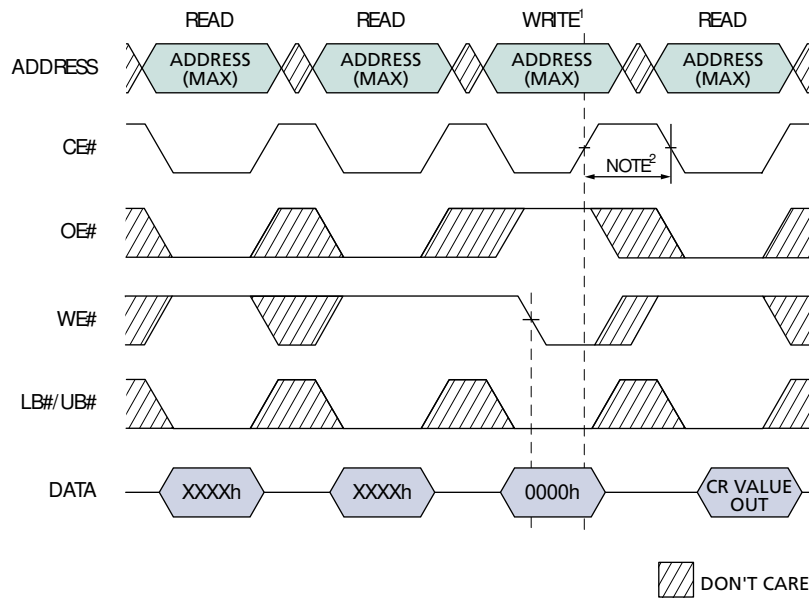 READ READ WRITE¹ READ
ADDRESS
ADDRESS (MAX)
ADDRESS (MAX)
ADDRESS (MAX)
ADDRESS (MAX)
CE#
NOTE²
OE#
WE#
LB#/UB#
DATA
XXXXh
XXXXh
0000h
CR VALUE OUT
DON'T CARE